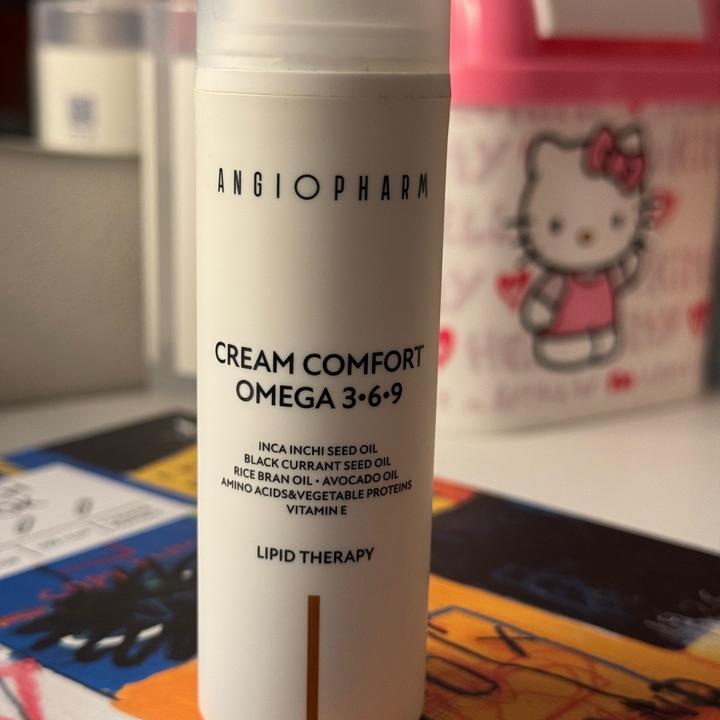 ANGIOPHARM
CREAM COMFORT
OMEGA 3•6•9
INCA INCHI SEED OIL
BLACK CURRANT SEED OIL
RICE BRAN OIL • AVOCADO OIL
AMINO ACIDS&VEGETABLE PROTEINS
VITAMIN E
LIPID THERAPY